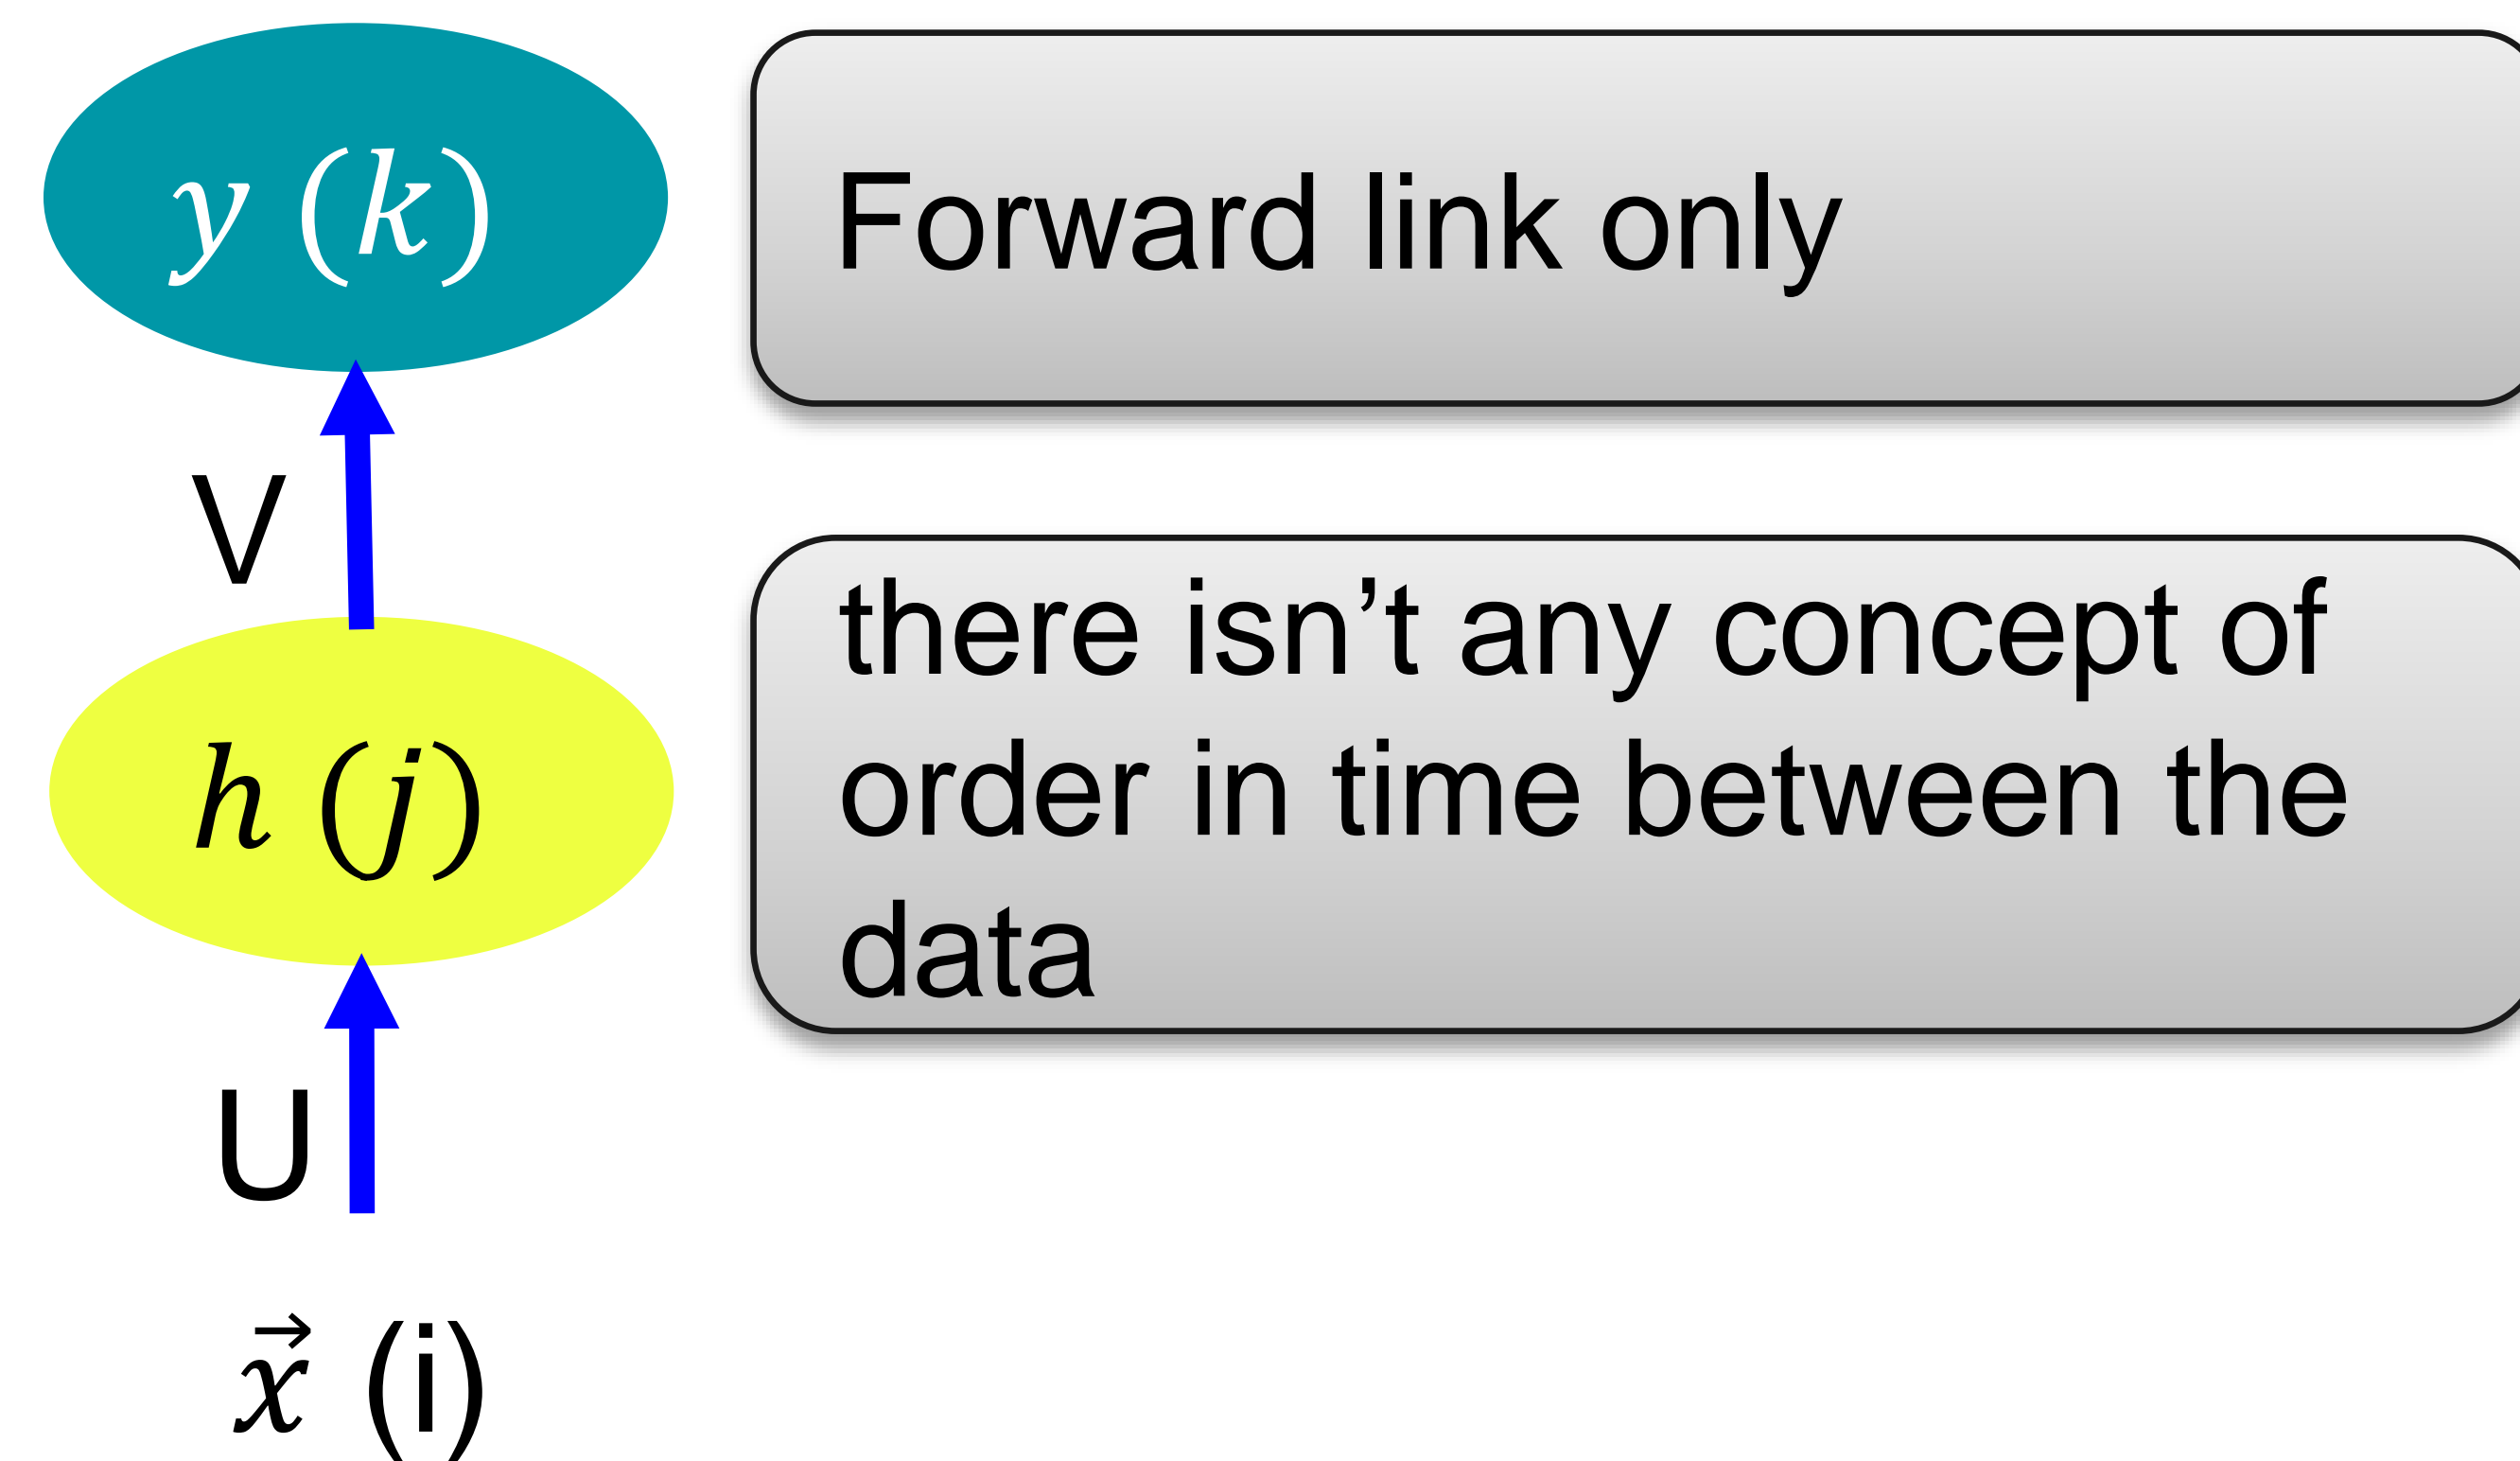 y (k)
Forward link only
V
h (j)
there isn’t any concept of
order in time between the
data
U
x⃗ (i)